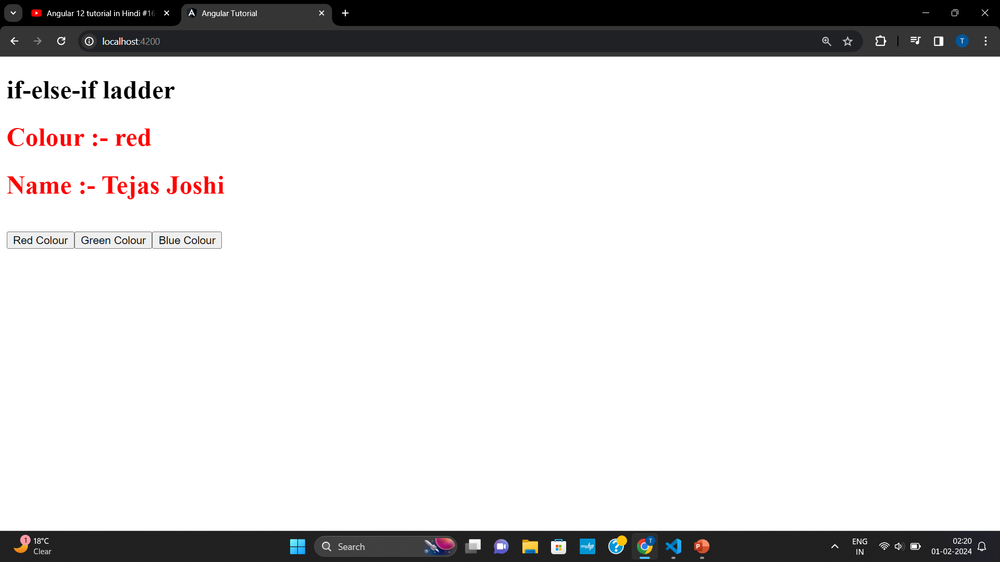 Angular 12 tutorial in Hindi #16
Angular Tutorial
localhost:4200
T
if-else-if ladder
Colour :- red
Name :- Tejas Joshi
Red Colour Green Colour Blue Colour
1
18°C
Clear
Search
myhp
T
P
ENG
IN
02:20
01-02-2024